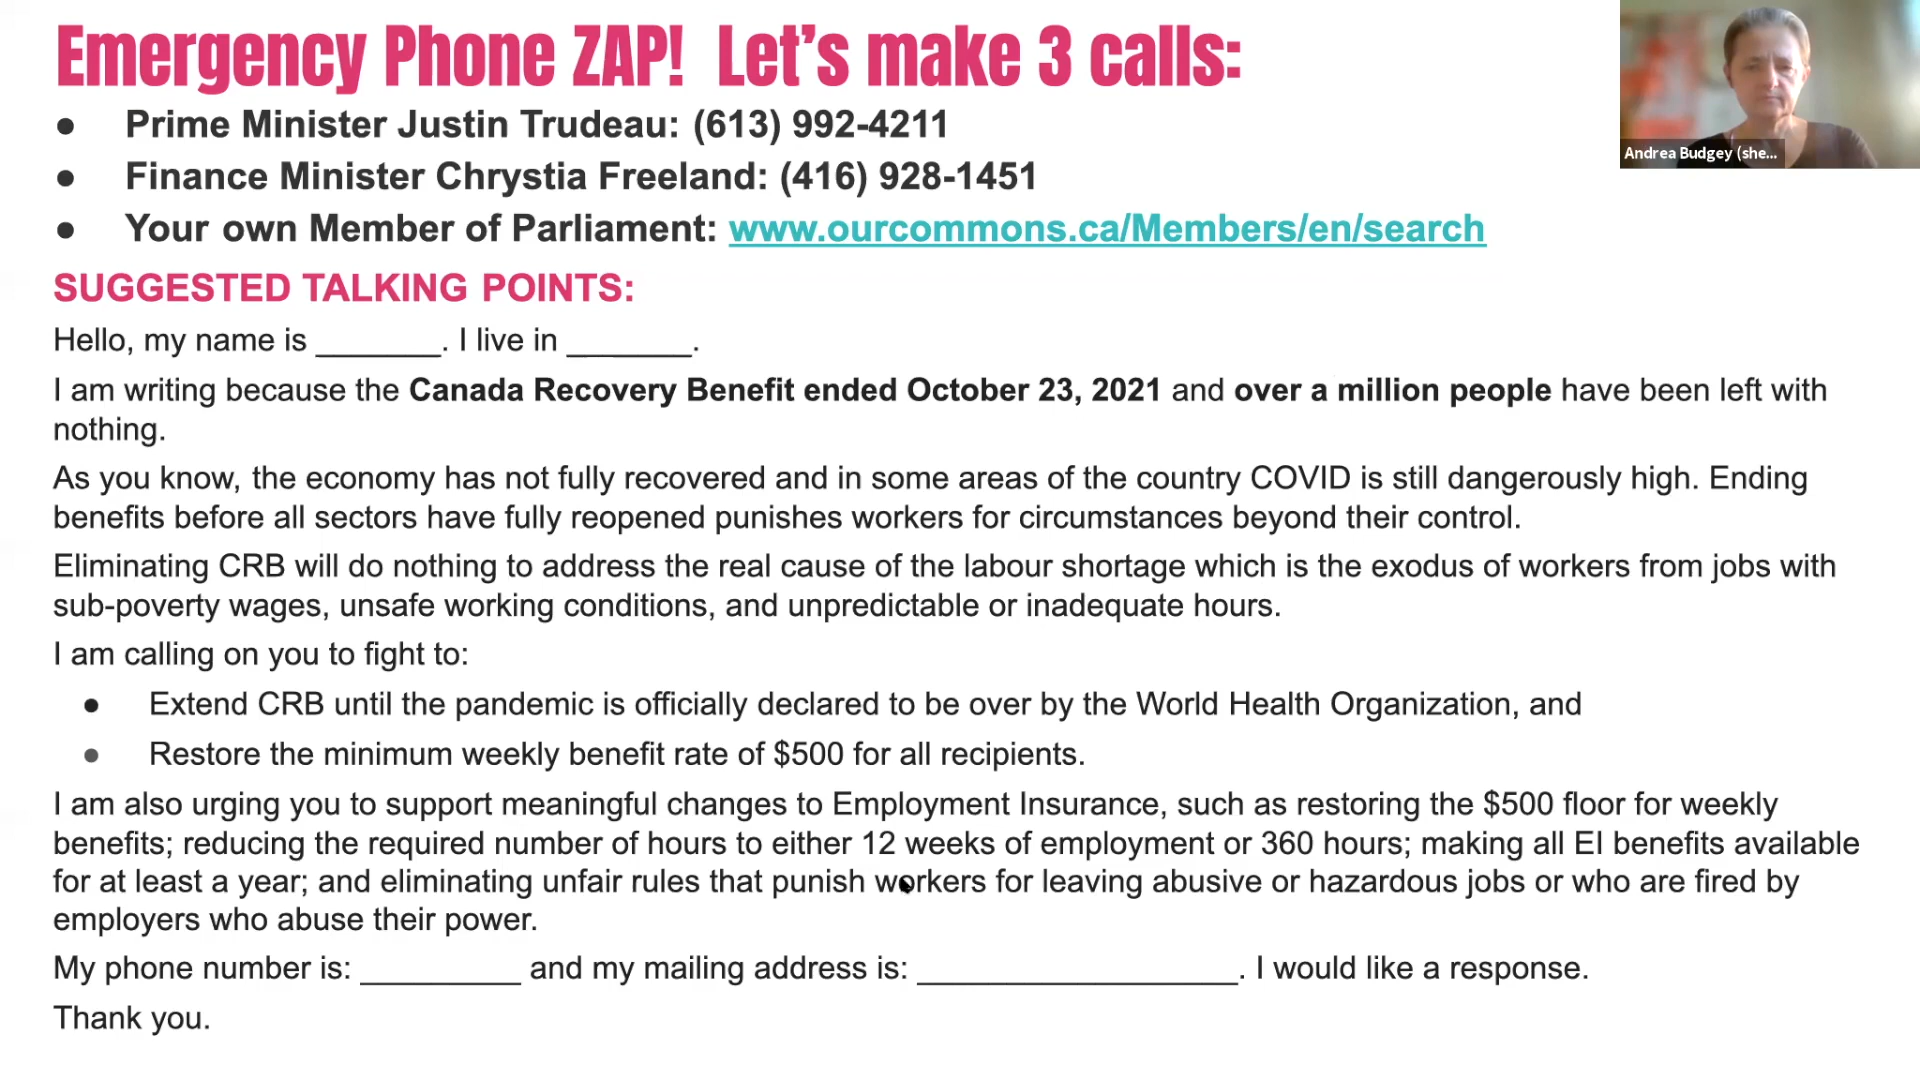 Emergency Phone ZAP! Let's make 3 calls:
● Prime Minister Justin Trudeau: (613) 992-4211
● Finance Minister Chrystia Freeland: (416) 928-1451
● Your own Member of Parliament: www.ourcommons.ca/Members/en/search
Andrea Budgey (she...
SUGGESTED TALKING POINTS:
Hello, my name is _______. I live in _______.
I am writing because the Canada Recovery Benefit ended October 23, 2021 and over a million people have been left with
nothing.
As you know, the economy has not fully recovered and in some areas of the country COVID is still dangerously high. Ending
benefits before all sectors have fully reopened punishes workers for circumstances beyond their control.
Eliminating CRB will do nothing to address the real cause of the labour shortage which is the exodus of workers from jobs with
sub-poverty wages, unsafe working conditions, and unpredictable or inadequate hours.
I am calling on you to fight to:
● Extend CRB until the pandemic is officially declared to be over by the World Health Organization, and
● Restore the minimum weekly benefit rate of $500 for all recipients.
I am also urging you to support meaningful changes to Employment Insurance, such as restoring the $500 floor for weekly
benefits; reducing the required number of hours to either 12 weeks of employment or 360 hours; making all EI benefits available
for at least a year; and eliminating unfair rules that punish workers for leaving abusive or hazardous jobs or who are fired by
employers who abuse their power.
My phone number is: _________ and my mailing address is: __________________. I would like a response.
Thank you.